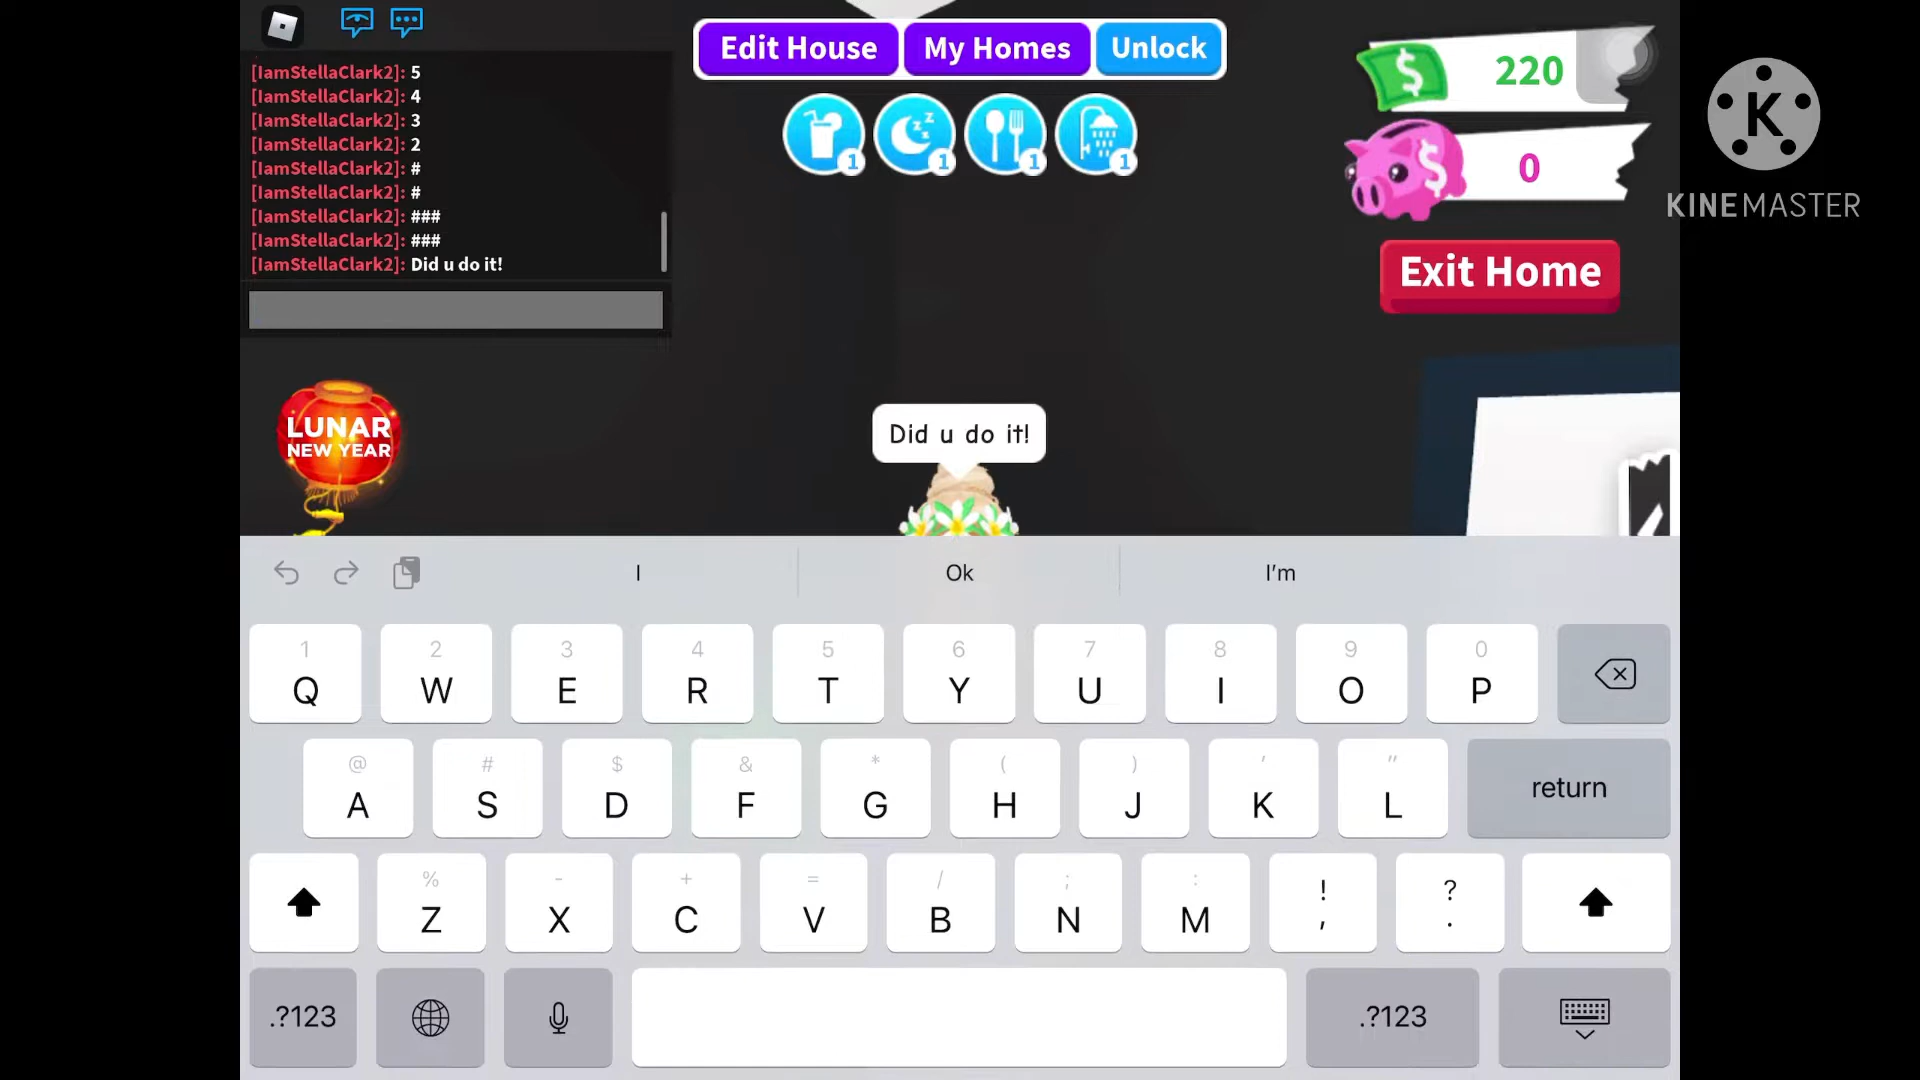 Edit House
My Homes
Unlock
1
1
1
1
220
0
Exit Home
K
KINEMASTER
[IamStellaClark2]: 5
[IamStellaClark2]: 4
[IamStellaClark2]: 3
[IamStellaClark2]: 2
[IamStellaClark2]: #
[IamStellaClark2]: #
[IamStellaClark2]: ###
[IamStellaClark2]: ###
[IamStellaClark2]: Did u do it!
LUNAR
NEW YEAR
Did u do it!
I
Ok
I'm
1 2 3 4 5 6 7 8 9 0
Q W E R T Y U I O P
@ # $ & * ( ) ' "
A S D F G H J K L return
% - + = / ; : ! ?
Z X C V B N M , .
.?123
.?123